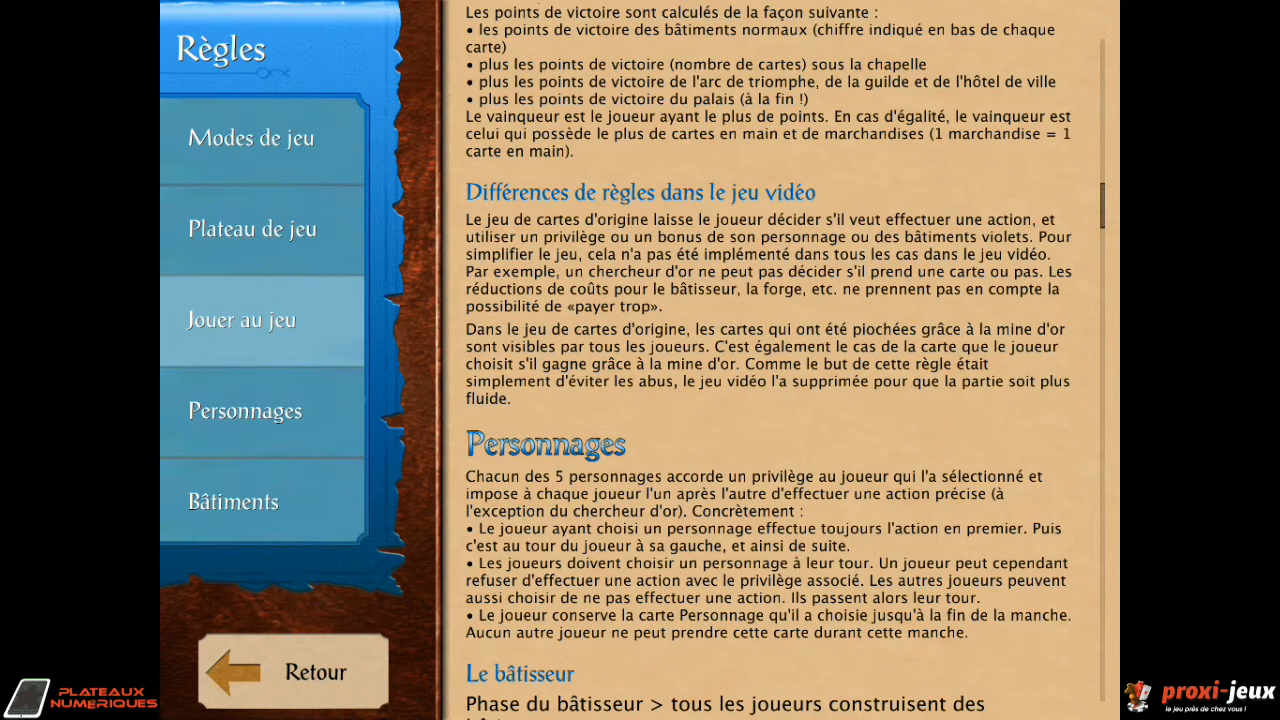 Règles
Modes de jeu
Plateau de jeu
Jouer au jeu
Personnages
Bâtiments
Retour
Les points de victoire sont calculés de la façon suivante :
• les points de victoire des bâtiments normaux (chiffre indiqué en bas de chaque
carte)
• plus les points de victoire (nombre de cartes) sous la chapelle
• plus les points de victoire de l'arc de triomphe, de la guilde et de l'hôtel de ville
• plus les points de victoire du palais (à la fin !)
Le vainqueur est le joueur ayant le plus de points. En cas d'égalité, le vainqueur est
celui qui possède le plus de cartes en main et de marchandises (1 marchandise = 1
carte en main).
Différences de règles dans le jeu vidéo
Le jeu de cartes d'origine laisse le joueur décider s'il veut effectuer une action, et
utiliser un privilège ou un bonus de son personnage ou des bâtiments violets. Pour
simplifier le jeu, cela n'a pas été implémenté dans tous les cas dans le jeu vidéo.
Par exemple, un chercheur d'or ne peut pas décider s'il prend une carte ou pas. Les
réductions de coûts pour le bâtisseur, la forge, etc. ne prennent pas en compte la
possibilité de «payer trop».
Dans le jeu de cartes d'origine, les cartes qui ont été piochées grâce à la mine d'or
sont visibles par tous les joueurs. C'est également le cas de la carte que le joueur
choisit s'il gagne grâce à la mine d'or. Comme le but de cette règle était
simplement d'éviter les abus, le jeu vidéo l'a supprimée pour que la partie soit plus
fluide.
Personnages
Chacun des 5 personnages accorde un privilège au joueur qui l'a sélectionné et
impose à chaque joueur l'un après l'autre d'effectuer une action précise (à
l'exception du chercheur d'or). Concrètement :
• Le joueur ayant choisi un personnage effectue toujours l'action en premier. Puis
c'est au tour du joueur à sa gauche, et ainsi de suite.
• Les joueurs doivent choisir un personnage à leur tour. Un joueur peut cependant
refuser d'effectuer une action avec le privilège associé. Les autres joueurs peuvent
aussi choisir de ne pas effectuer une action. Ils passent alors leur tour.
• Le joueur conserve la carte Personnage qu'il a choisie jusqu'à la fin de la manche.
Aucun autre joueur ne peut prendre cette carte durant cette manche.
Le bâtisseur
Phase du bâtisseur > tous les joueurs construisent des
PLATEAUX
NUMÉRIQUES
proxi-jeux
le jeu près de chez vous !